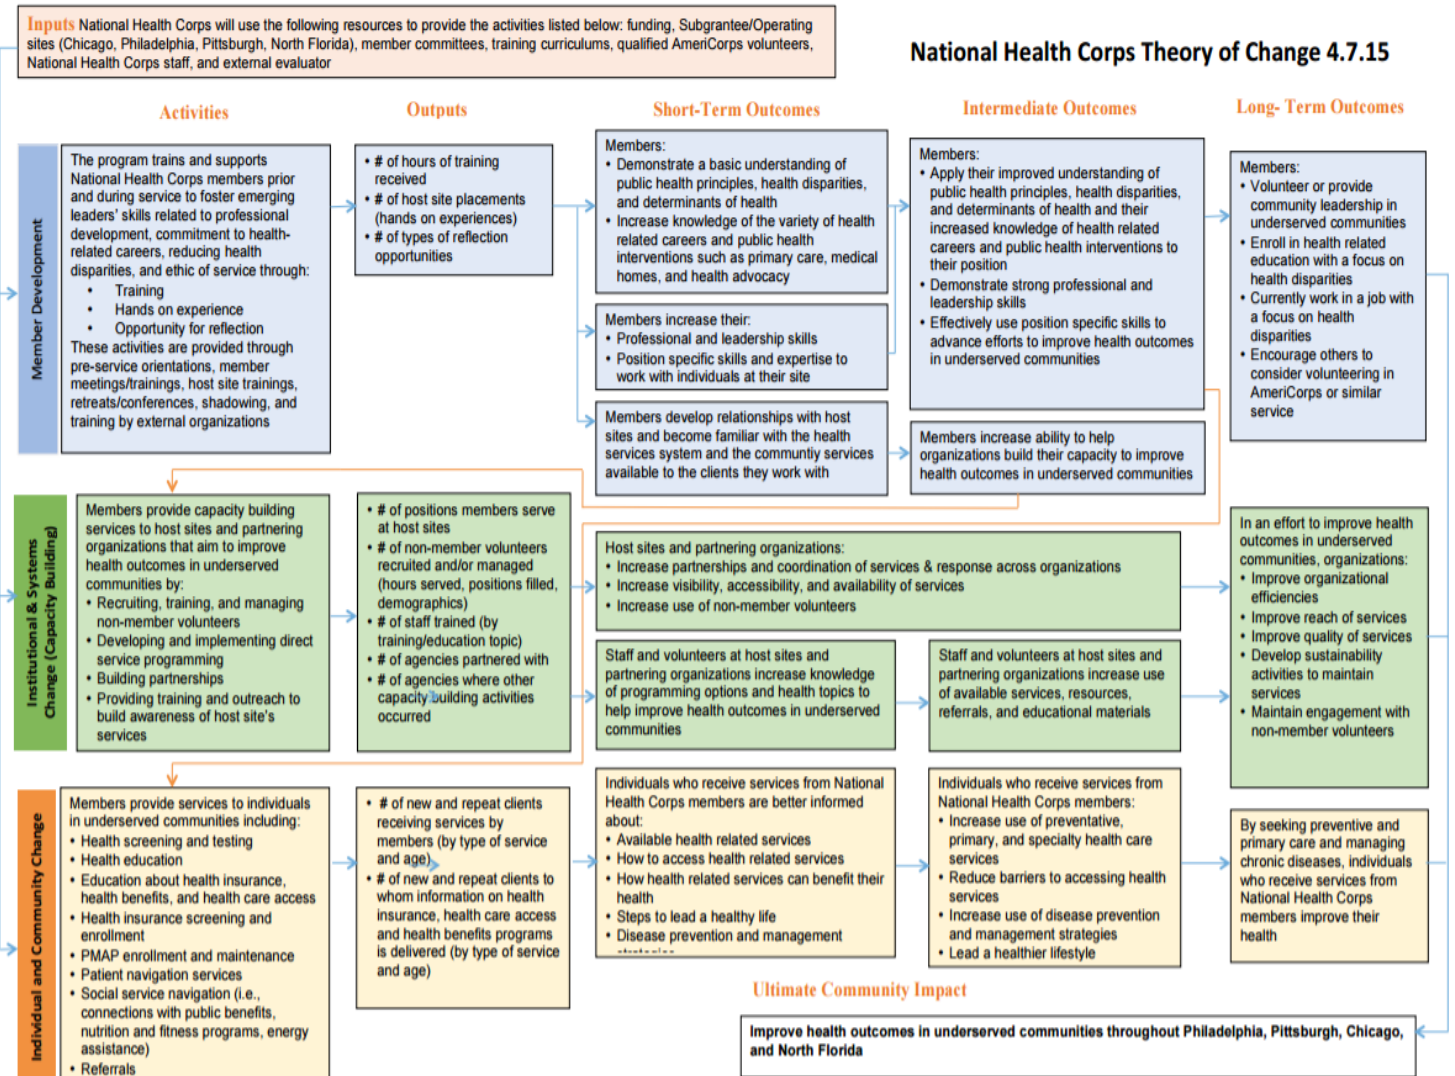 Inputs National Health Corps will use the following resources to provide the activities listed below: funding, Subgrantee/Operating
sites (Chicago, Philadelphia, Pittsburgh, North Florida), member committees, training curriculums, qualified AmeriCorps volunteers,
National Health Corps staff, and external evaluator
National Health Corps Theory of Change 4.7.15
Activities
Outputs
Short-Term Outcomes
Intermediate Outcomes
Long- Term Outcomes
Member Development
The program trains and supports
National Health Corps members prior
and during service to foster emerging
leaders' skills related to professional
development, commitment to health-
related careers, reducing health
disparities, and ethic of service through:
• Training
• Hands on experience
• Opportunity for reflection
These activities are provided through
pre-service orientations, member
meetings/trainings, host site trainings,
retreats/conferences, shadowing, and
training by external organizations
• # of hours of training
received
• # of host site placements
(hands on experiences)
• # of types of reflection
opportunities
Members:
• Demonstrate a basic understanding of
public health principles, health disparities,
and determinants of health
• Increase knowledge of the variety of health
related careers and public health
interventions such as primary care, medical
homes, and health advocacy
Members increase their:
• Professional and leadership skills
• Position specific skills and expertise to
work with individuals at their site
Members develop relationships with host
sites and become familiar with the health
services system and the communtiy services
available to the clients they work with
Members:
• Apply their improved understanding of
public health principles, health disparities,
and determinants of health and their
increased knowledge of health related
careers and public health interventions to
their position
• Demonstrate strong professional and
leadership skills
• Effectively use position specific skills to
advance efforts to improve health outcomes
in underserved communities
Members increase ability to help
organizations build their capacity to improve
health outcomes in underserved communities
Members:
• Volunteer or provide
community leadership in
underserved communities
• Enroll in health related
education with a focus on
health disparities
• Currently work in a job with
a focus on health
disparities
• Encourage others to
consider volunteering in
AmeriCorps or similar
service
Institutional & Systems
Change (Capacity Building)
Members provide capacity building
services to host sites and partnering
organizations that aim to improve
health outcomes in underserved
communities by:
• Recruiting, training, and managing
non-member volunteers
• Developing and implementing direct
service programming
• Building partnerships
• Providing training and outreach to
build awareness of host site's
services
• # of positions members serve
at host sites
• # of non-member volunteers
recruited and/or managed
(hours served, positions filled,
demographics)
• # of staff trained (by
training/education topic)
• # of agencies partnered with
• # of agencies where other
capacity building activities
occurred
Host sites and partnering organizations:
• Increase partnerships and coordination of services & response across organizations
• Increase visibility, accessibility, and availability of services
• Increase use of non-member volunteers
Staff and volunteers at host sites and
partnering organizations increase knowledge
of programming options and health topics to
help improve health outcomes in underserved
communities
Staff and volunteers at host sites and
partnering organizations increase use
of available services, resources,
referrals, and educational materials
In an effort to improve health
outcomes in underserved
communities, organizations:
• Improve organizational
efficiencies
• Improve reach of services
• Improve quality of services
• Develop sustainability
activities to maintain
services
• Maintain engagement with
non-member volunteers
Individual and Community Change
Members provide services to individuals
in underserved communities including:
• Health screening and testing
• Health education
• Education about health insurance,
health benefits, and health care access
• Health insurance screening and
enrollment
• PMAP enrollment and maintenance
• Patient navigation services
• Social service navigation (i.e.,
connections with public benefits,
nutrition and fitness programs, energy
assistance)
• Referrals
• # of new and repeat clients
receiving services by
members (by type of service
and age)
• # of new and repeat clients to
whom information on health
insurance, health care access
and health benefits programs
is delivered (by type of service
and age)
Individuals who receive services from National
Health Corps members are better informed
about:
• Available health related services
• How to access health related services
• How health related services can benefit their
health
• Steps to lead a healthy life
• Disease prevention and management
Individuals who receive services from
National Health Corps members:
• Increase use of preventative,
primary, and specialty health care
services
• Reduce barriers to accessing health
services
• Increase use of disease prevention
and management strategies
• Lead a healthier lifestyle
By seeking preventive and
primary care and managing
chronic diseases, individuals
who receive services from
National Health Corps
members improve their
health
Ultimate Community Impact
Improve health outcomes in underserved communities throughout Philadelphia, Pittsburgh, Chicago,
and North Florida